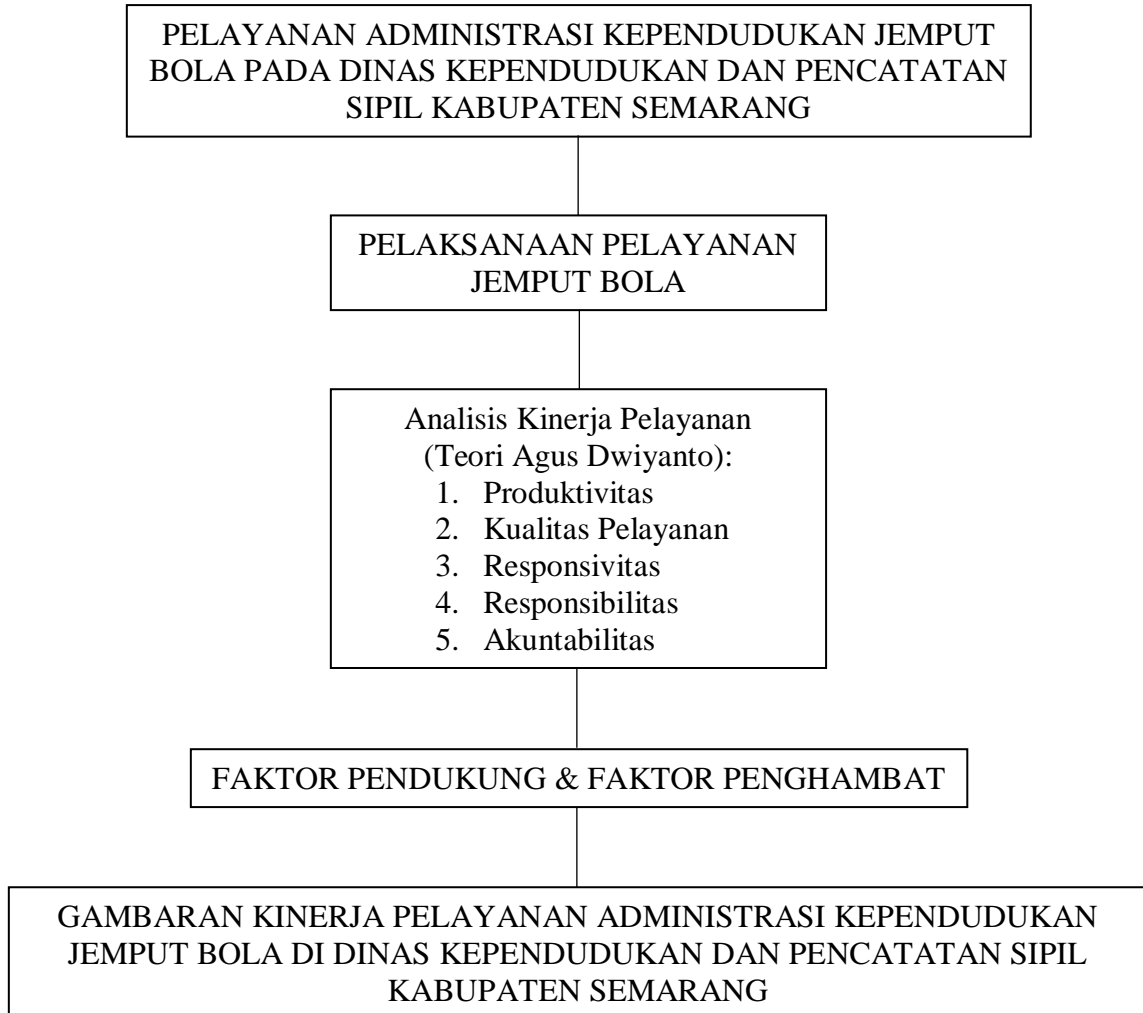 PELAYANAN ADMINISTRASI KEPENDUDUKAN JEMPUT
BOLA PADA DINAS KEPENDUDUKAN DAN PENCATATAN
SIPIL KABUPATEN SEMARANG
PELAKSANAAN PELAYANAN
JEMPUT BOLA
Analisis Kinerja Pelayanan
(Teori Agus Dwiyanto):
1. Produktivitas
2. Kualitas Pelayanan
3. Responsivitas
4. Responsibilitas
5. Akuntabilitas
FAKTOR PENDUKUNG & FAKTOR PENGHAMBAT
GAMBARAN KINERJA PELAYANAN ADMINISTRASI KEPENDUDUKAN
JEMPUT BOLA DI DINAS KEPENDUDUKAN DAN PENCATATAN SIPIL
KABUPATEN SEMARANG